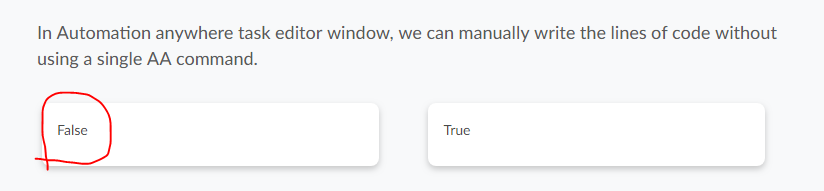 In Automation anywhere task editor window, we can manually write the lines of code without
using a single AA command.
False
True